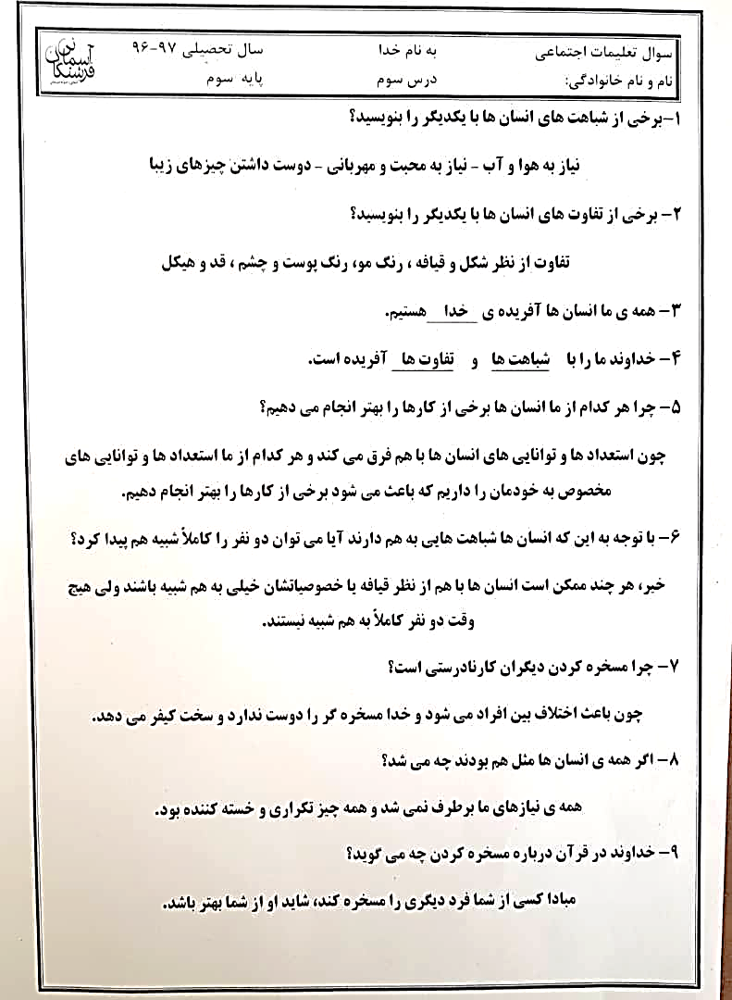 سوال تعلیمات اجتماعی
به نام خدا
سال تحصیلی ۹۷-۹۶
نام و نام خانوادگی:
درس سوم
پایه سوم
فرشتگان آسمان
۱-برخی از شباهت های انسان ها با یکدیگر را بنویسید؟
نیاز به هوا و آب - نیاز به محبت و مهربانی - دوست داشتن چیزهای زیبا
۲- برخی از تفاوت های انسان ها با یکدیگر را بنویسید؟
تفاوت از نظر شکل و قیافه ، رنگ مو، رنگ پوست و چشم ، قد و هیکل
۳- همه ی ما انسان ها آفریده ی خدا هستیم.
۴- خداوند ما را با شباهت ها و تفاوت ها آفریده است.
۵- چرا هر کدام از ما انسان ها برخی از کارها را بهتر انجام می دهیم؟
چون استعداد ها و توانایی های انسان ها با هم فرق می کند و هر کدام از ما استعداد ها و توانایی های
مخصوص به خودمان را داریم که باعث می شود برخی از کارها را بهتر انجام دهیم.
۶- با توجه به این که انسان ها شباهت هایی به هم دارند آیا می توان دو نفر را کاملاً شبیه هم پیدا کرد؟
خیر، هر چند ممکن است انسان ها با هم از نظر قیافه یا خصوصیاتشان خیلی به هم شبیه باشند ولی هیچ
وقت دو نفر کاملاً به هم شبیه نیستند.
۷- چرا مسخره کردن دیگران کارنادرستی است؟
چون باعث اختلاف بین افراد می شود و خدا مسخره گر را دوست ندارد و سخت کیفر می دهد.
۸- اگر همه ی انسان ها مثل هم بودند چه می شد؟
همه ی نیازهای ما برطرف نمی شد و همه چیز تکراری و خسته کننده بود.
۹- خداوند در قرآن درباره مسخره کردن چه می گوید؟
مبادا کسی از شما فرد دیگری را مسخره کند، شاید او از شما بهتر باشد.